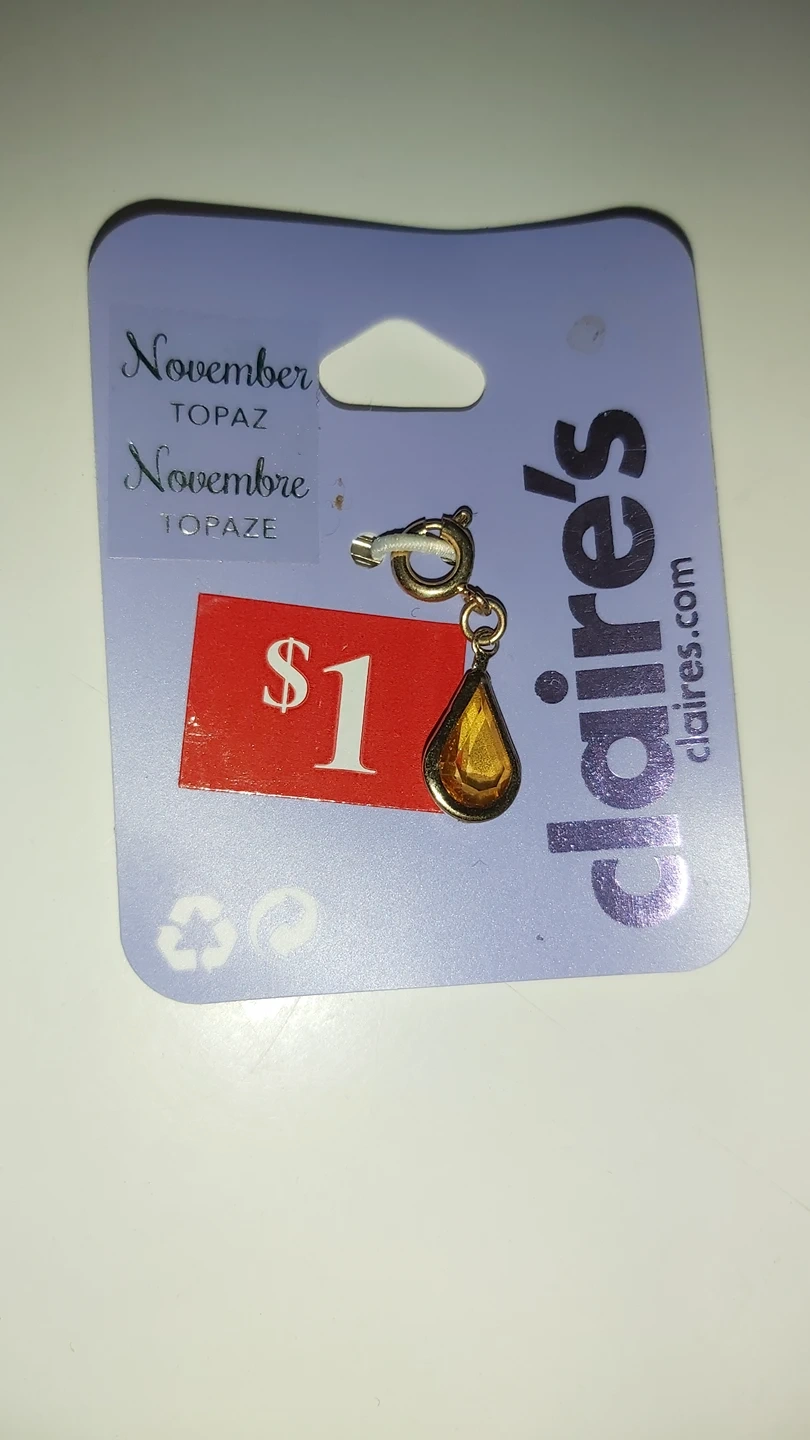 November
TOPAZ
Novembre
TOPAZE
$1
claire's
claires.com